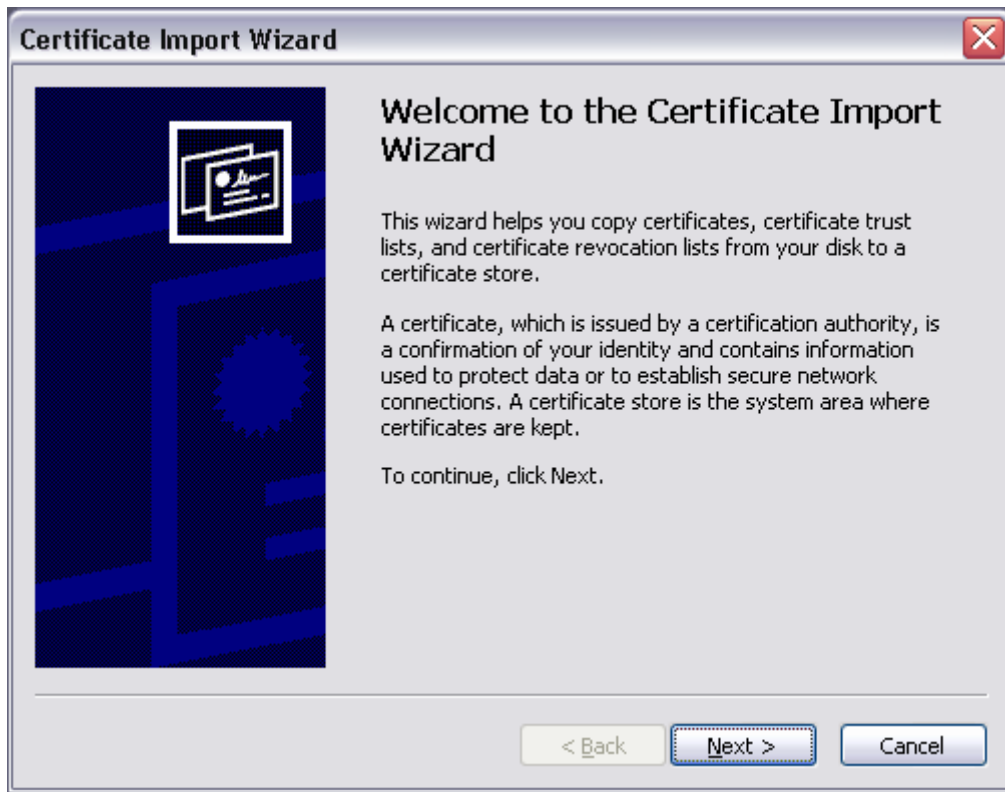 Certificate Import Wizard
Welcome to the Certificate Import
Wizard
This wizard helps you copy certificates, certificate trust
lists, and certificate revocation lists from your disk to a
certificate store.
A certificate, which is issued by a certification authority, is
a confirmation of your identity and contains information
used to protect data or to establish secure network
connections. A certificate store is the system area where
certificates are kept.
To continue, click Next.
< Back Next > Cancel